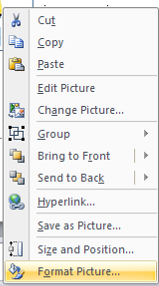 Cut
Copy
Paste
Edit Picture
Change Picture...
Group
Bring to Front
Send to Back
Hyperlink...
Save as Picture...
Size and Position...
Format Picture...